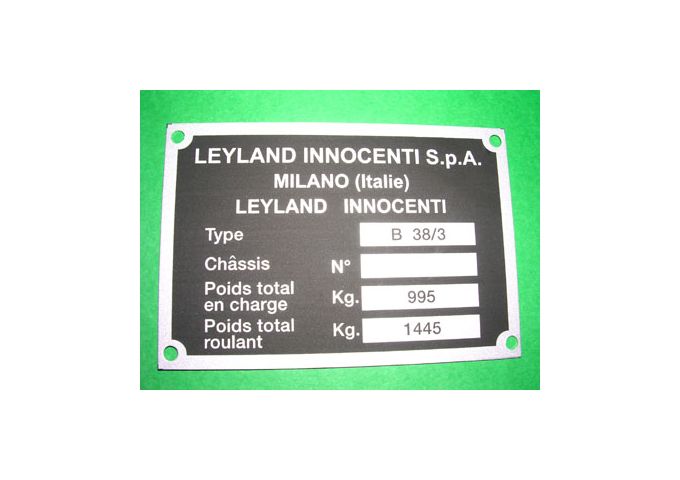 LEYLAND INNOCENTI S.p.A.
MILANO (Italie)
LEYLAND INNOCENTI
Type B 38/3
Châssis N°
Poids total en charge Kg. 995
Poids total roulant Kg. 1445